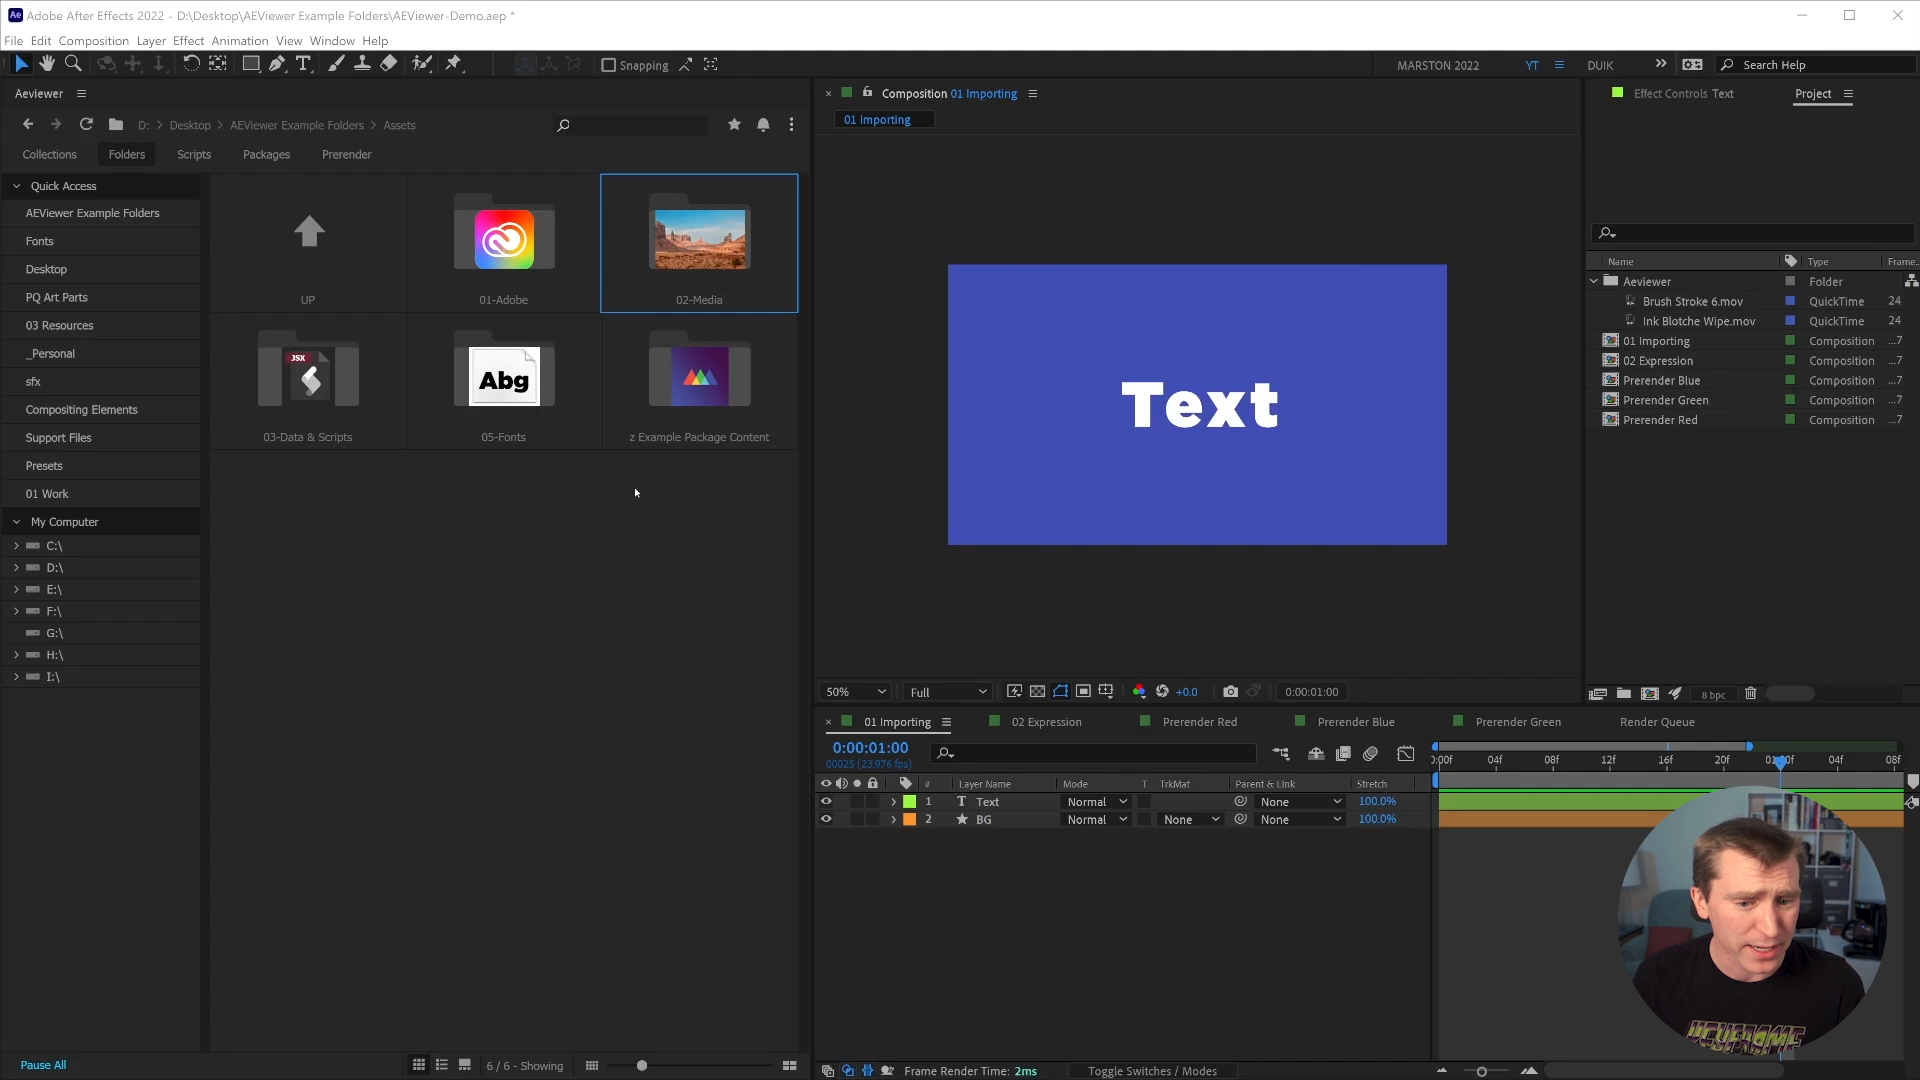 Ae Adobe After Effects 2022 - D:\Desktop\AEViewer Example Folders\AEViewer-Demo.aep *
File Edit Composition Layer Effect Animation View Window Help
Snapping MARSTON 2022 YT DUIK Search Help
Aeviewer
D: > Desktop > AEViewer Example Folders > Assets
Collections Folders Scripts Packages Prerender
Quick Access
AEViewer Example Folders
Fonts
Desktop
PQ Art Parts
03 Resources
_Personal
sfx
Compositing Elements
Support Files
Presets
01 Work
My Computer
C:\
D:\
E:\
F:\
G:\
H:\
I:\
UP
01-Adobe
02-Media
JSX
Abg
03-Data & Scripts
05-Fonts
z Example Package Content
Pause All
6 / 6 - Showing
Composition 01 Importing
01 Importing
Text
50% Full +0.0 0:00:01:00
Effect Controls Text Project
Name Type Frame..
Aeviewer Folder
Brush Stroke 6.mov QuickTime 24
Ink Blotche Wipe.mov QuickTime 24
01 Importing Composition ...7
02 Expression Composition ...7
Prerender Blue Composition ...7
Prerender Green Composition ...7
Prerender Red Composition ...7
8 bpc
01 Importing 02 Expression Prerender Red Prerender Blue Prerender Green Render Queue
0:00:01:00
00025 (23.976 fps)
04f 08f 12f 16f 20f 04f 08f
# Layer Name Mode T TrkMat Parent & Link Stretch
1 T Text Normal None 100.0%
2 BG Normal None None 100.0%
KEYFRAME
Frame Render Time: 2ms Toggle Switches / Modes